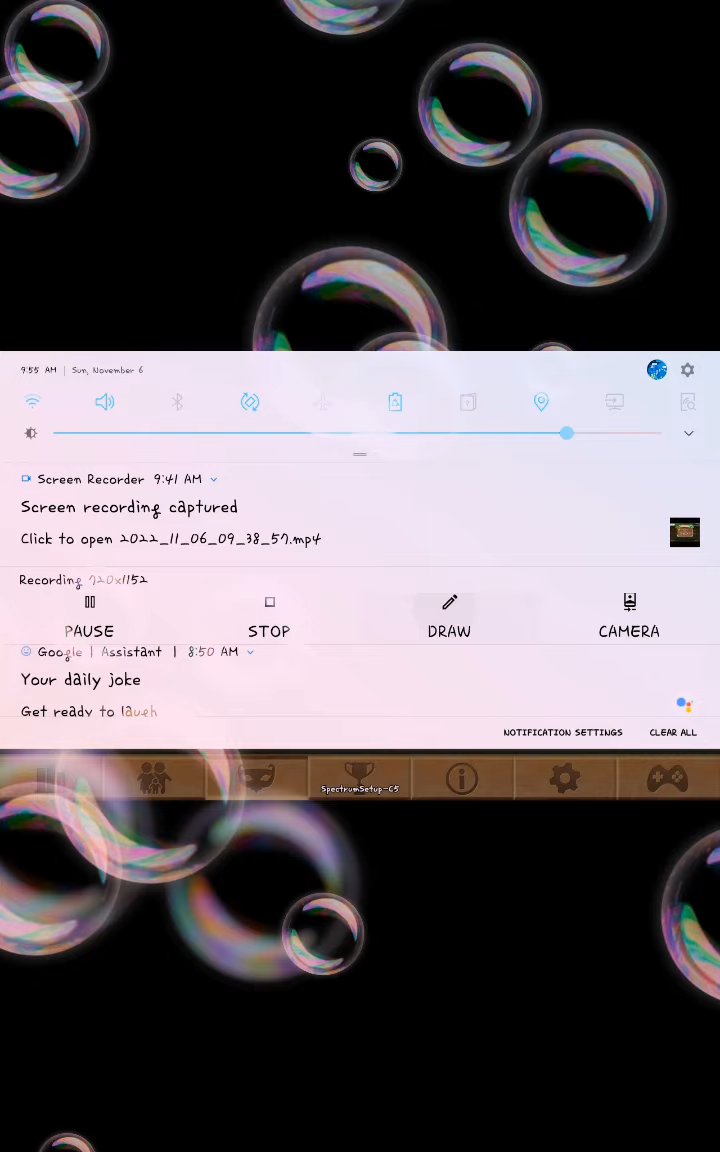 9:55 AM | Sun, November 6
Screen Recorder 9:41 AM
Screen recording captured
Click to open 2022_11_06_09_38_57.mp4
Recording 720x1152
PAUSE STOP DRAW CAMERA
Google | Assistant | 8:50 AM
Your daily joke
Get ready to laugh
NOTIFICATION SETTINGS CLEAR ALL
SpectrumSetup-C5